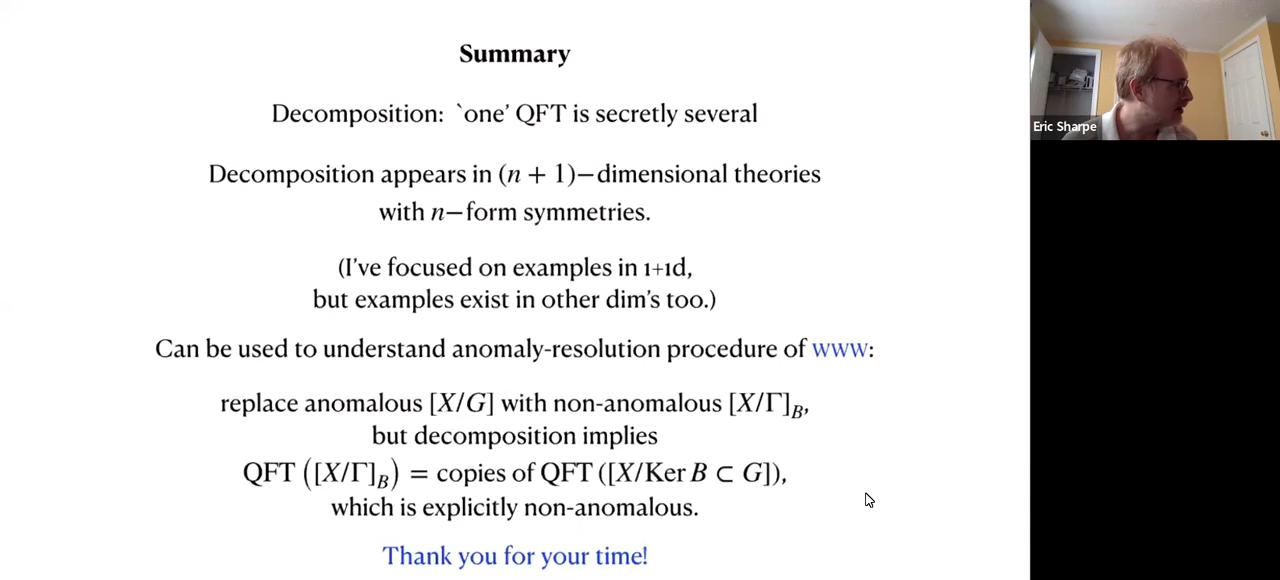 Summary
Decomposition: `one' QFT is secretly several
Decomposition appears in (n + 1)−dimensional theories
with n−form symmetries.
(I've focused on examples in 1+1d,
but examples exist in other dim's too.)
Can be used to understand anomaly-resolution procedure of WWW:
replace anomalous [X/G] with non-anomalous [X/Γ]_B,
but decomposition implies
QFT ([X/Γ]_B) = copies of QFT ([X/Ker B ⊂ G]),
which is explicitly non-anomalous.
Thank you for your time!
Eric Sharpe